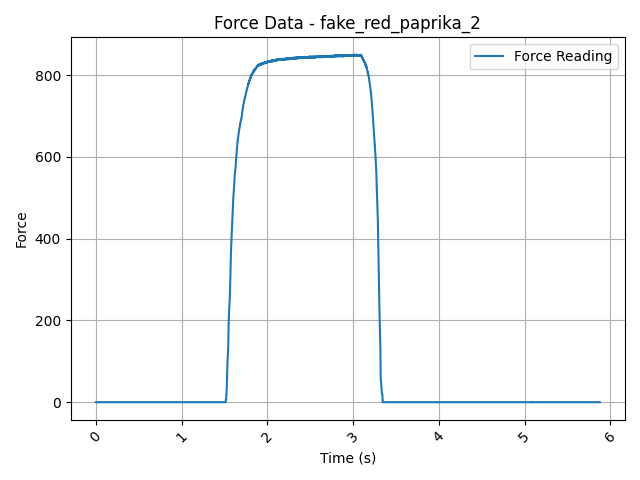 Force Data - fake_red_paprika_2
Force Reading
800
600
400
200
0
Force
0 1 2 3 4 5 6
Time (s)